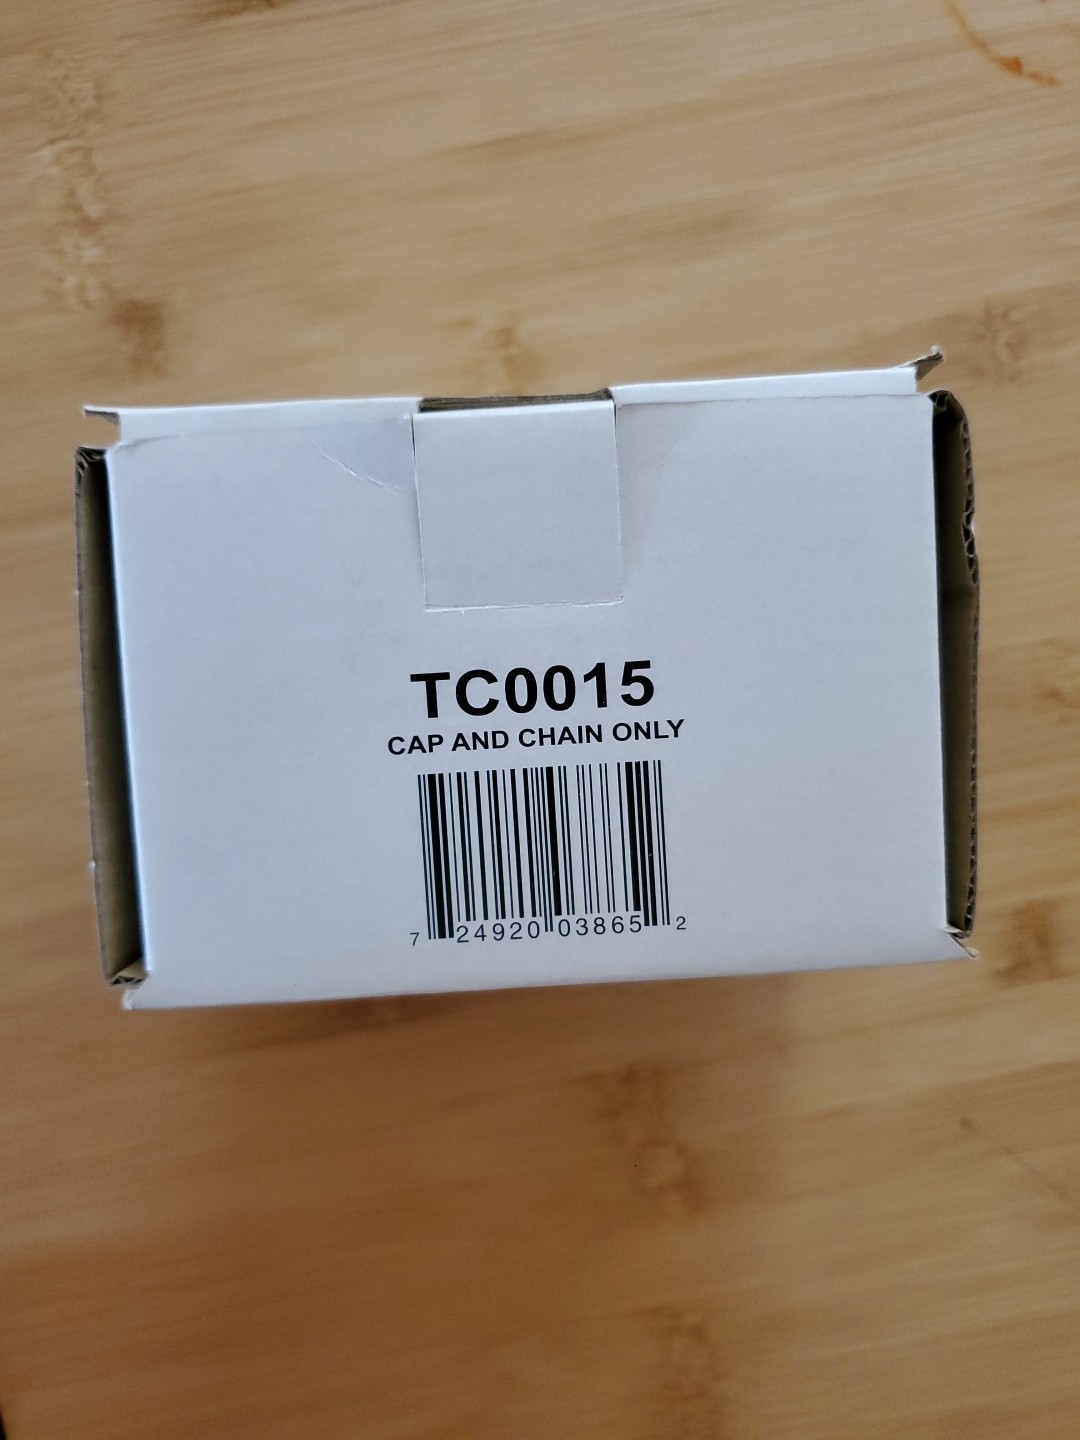 TC0015
CAP AND CHAIN ONLY
7 24920 03865 2